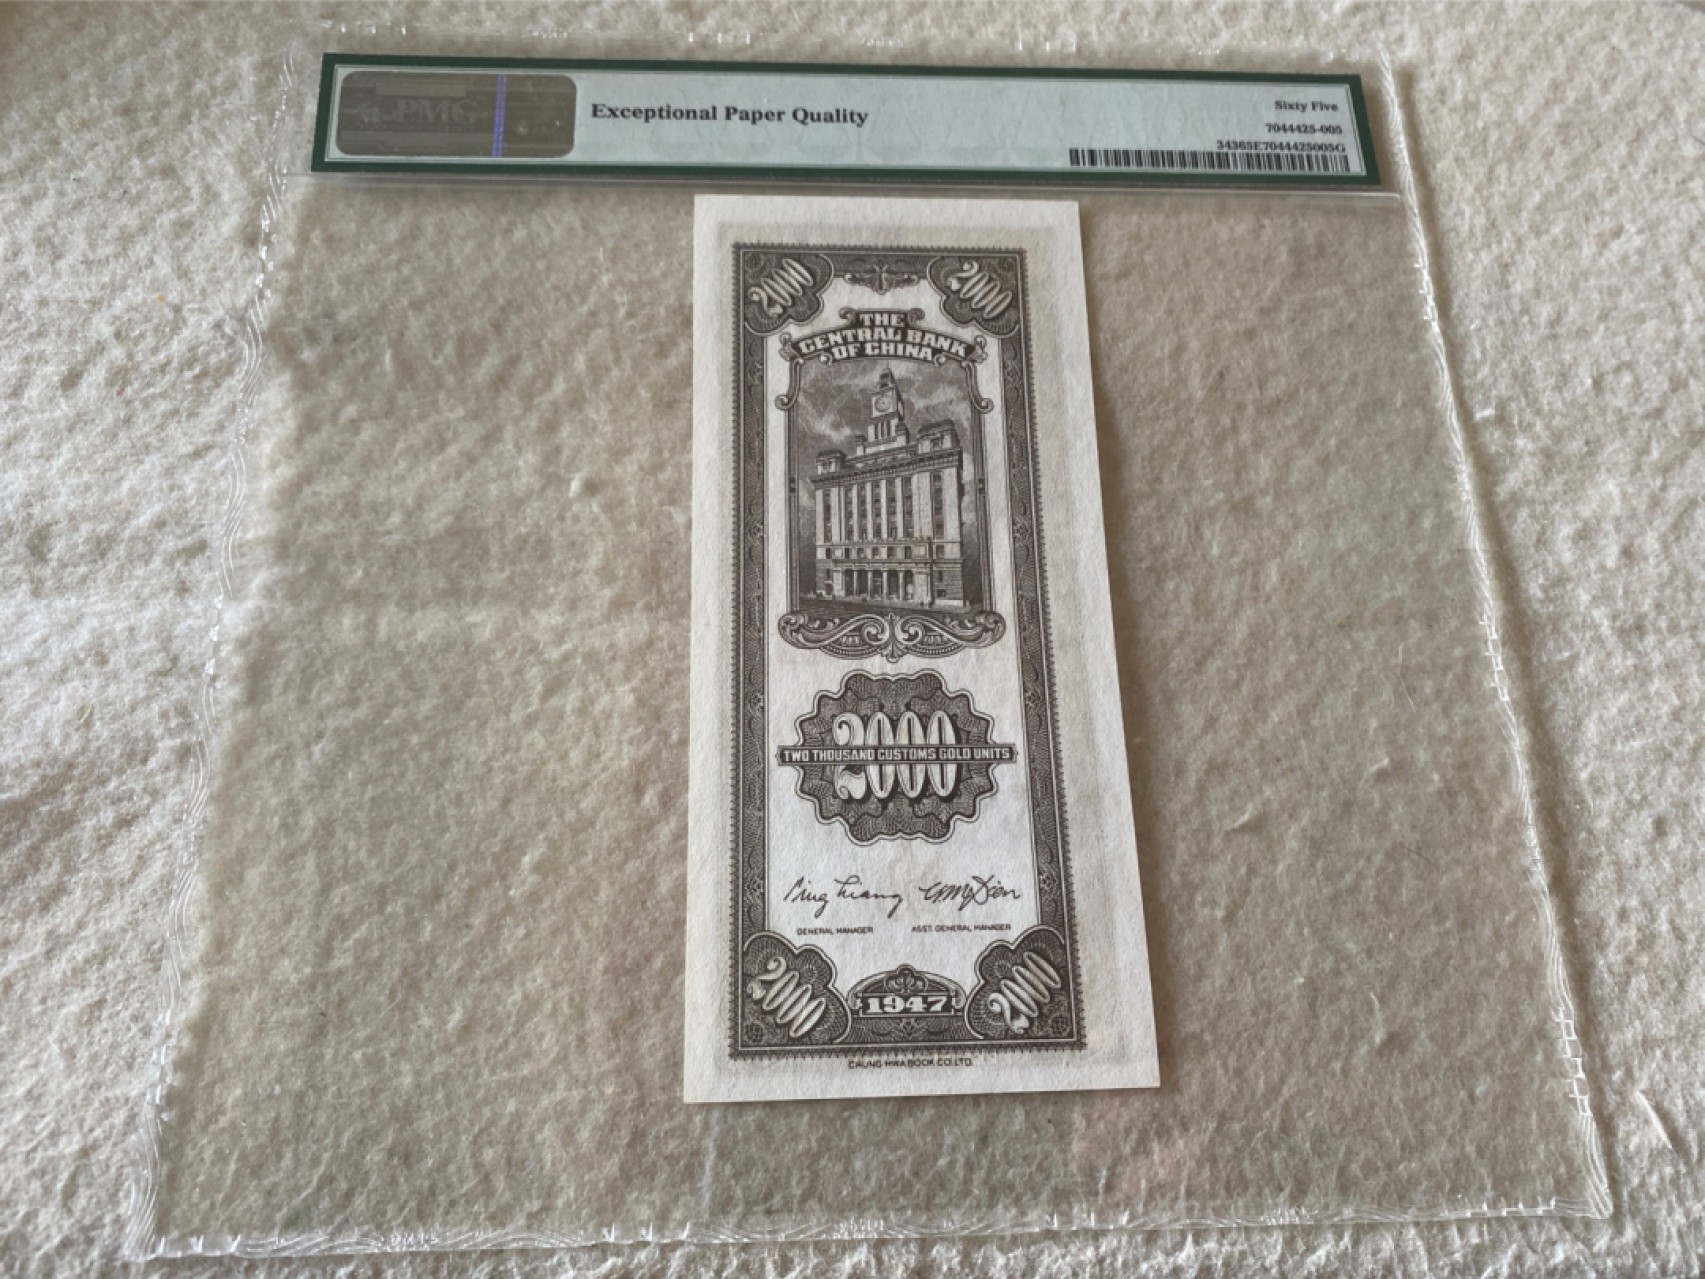 PMG
Exceptional Paper Quality
Sixty Five
7044425-005
34365E7044425005G
2000 2000
THE
CENTRAL BANK
OF CHINA
2000
TWO THOUSAND CUSTOMS GOLD UNITS
GENERAL MANAGER ASST. GENERAL MANAGER
2000 1947 2000
CHUNG HWA BOOK CO. LTD.